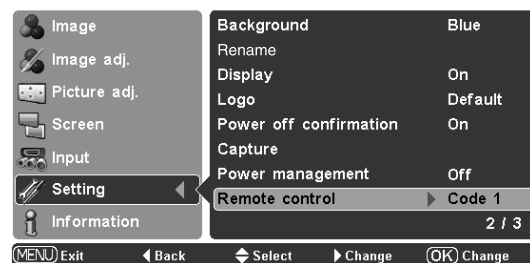 Image
Image adj.
Picture adj.
Screen
Input
Setting
Information
Background Blue
Rename
Display On
Logo Default
Power off confirmation On
Capture
Power management Off
Remote control Code 1
2 / 3
MENU Exit Back Select Change OK Change